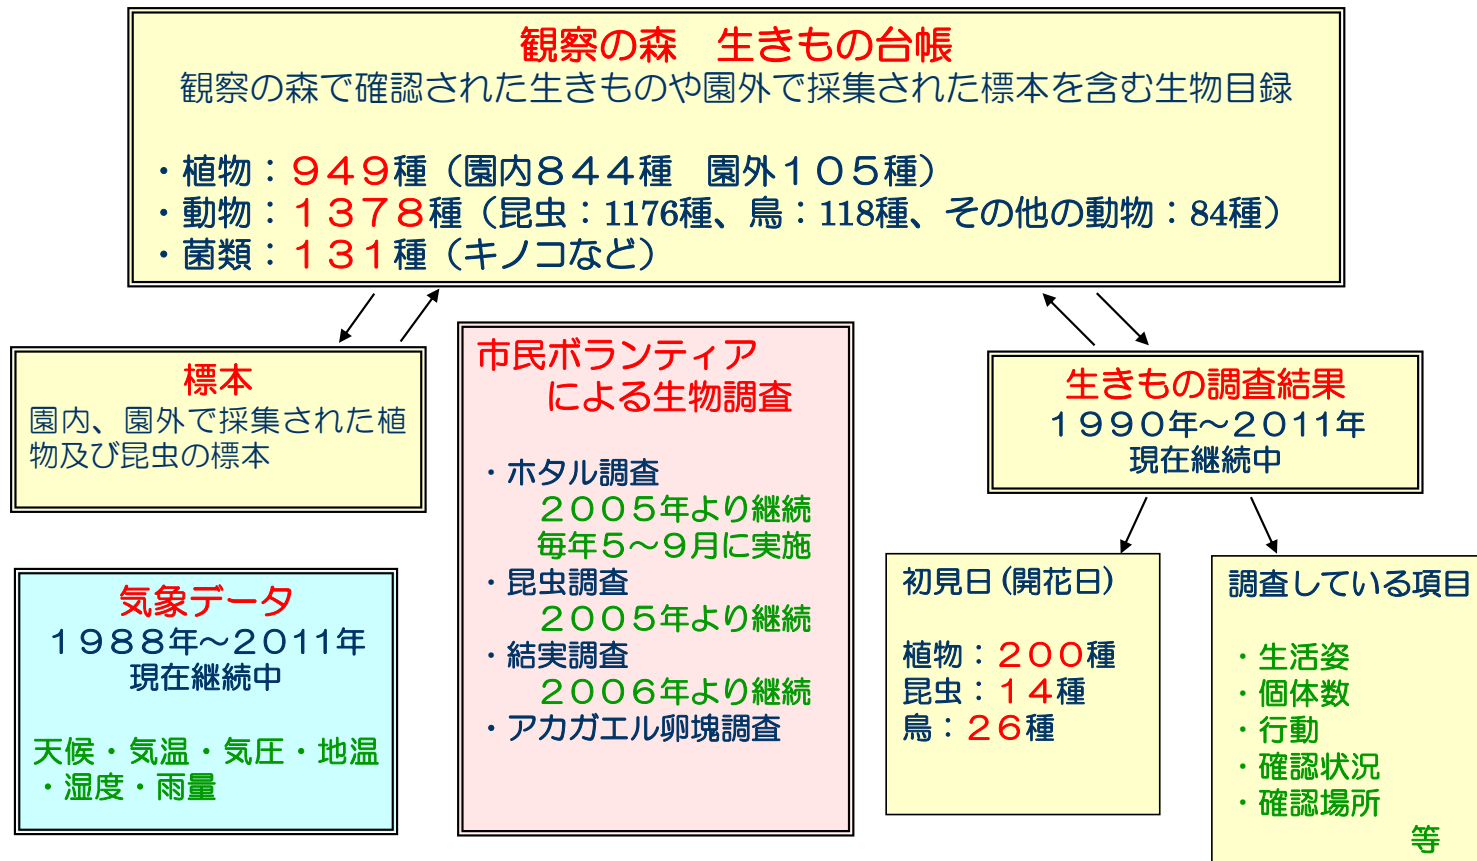 観察の森　生きもの台帳
観察の森で確認された生きものや園外で採集された標本を含む生物目録
・植物：９４９種（園内８４４種　園外１０５種）
・動物：１３７８種（昆虫：1176種、鳥：118種、その他の動物：84種）
・菌類：１３１種（キノコなど）
標本
園内、園外で採集された植
物及び昆虫の標本
気象データ
１９８８年～２０１１年
現在継続中
天候・気温・気圧・地温
・湿度・雨量
市民ボランティア
による生物調査
・ホタル調査
２００５年より継続
毎年５～９月に実施
・昆虫調査
２００５年より継続
・結実調査
２００６年より継続
・アカガエル卵塊調査
生きもの調査結果
１９９０年～２０１１年
現在継続中
初見日（開花日）
植物：２００種
昆虫：１４種
鳥：２６種
調査している項目
・生活姿
・個体数
・行動
・確認状況
・確認場所
等